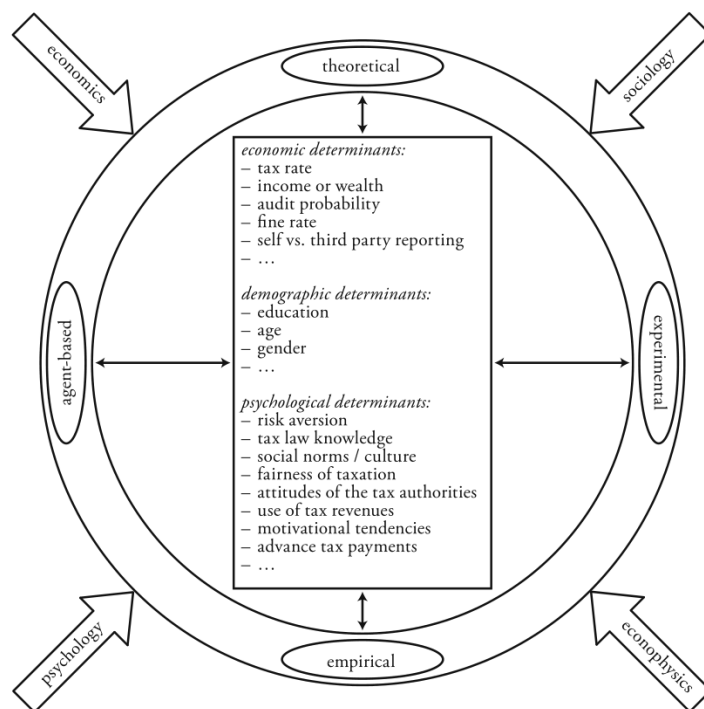 economics
theoretical
sociology
economic determinants:
– tax rate
– income or wealth
– audit probability
– fine rate
– self vs. third party reporting
– …
demographic determinants:
– education
– age
– gender
– …
agent-based
experimental
psychological determinants:
– risk aversion
– tax law knowledge
– social norms / culture
– fairness of taxation
– attitudes of the tax authorities
– use of tax revenues
– motivational tendencies
– advance tax payments
– …
psychology
empirical
econophysics